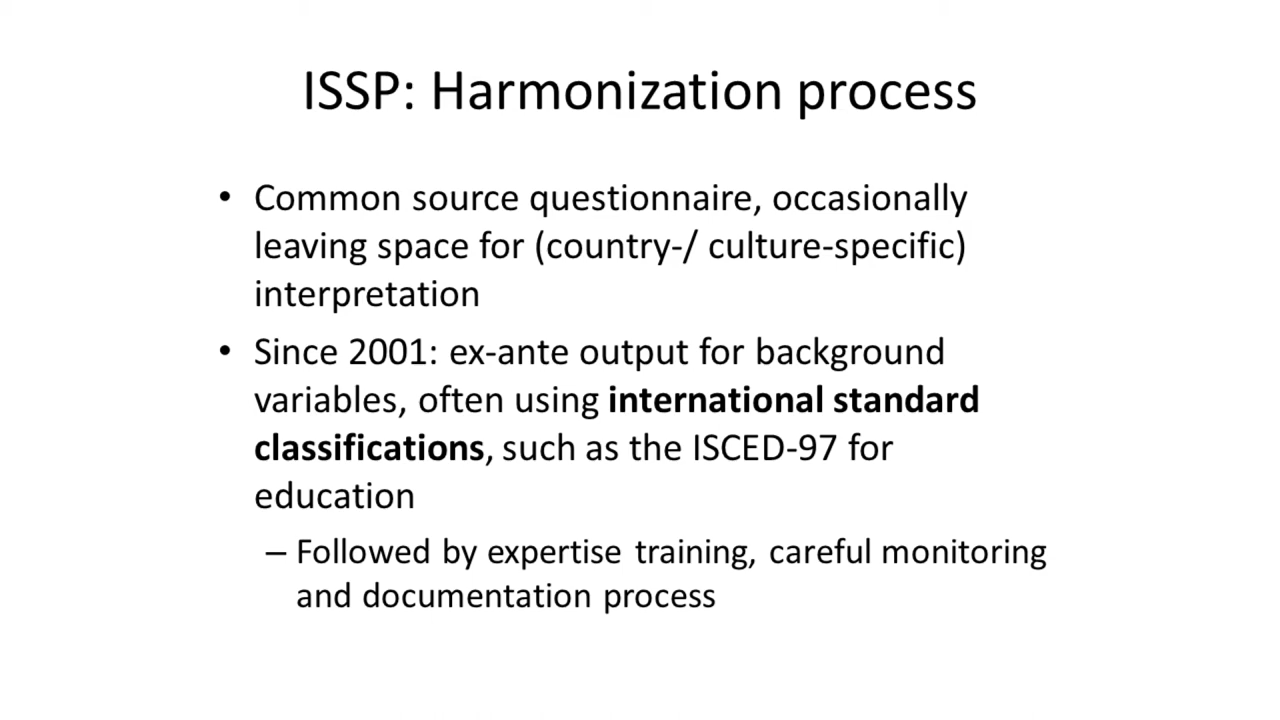 ISSP: Harmonization process
• Common source questionnaire, occasionally
leaving space for (country-/ culture-specific)
interpretation
• Since 2001: ex-ante output for background
variables, often using international standard
classifications, such as the ISCED-97 for
education
– Followed by expertise training, careful monitoring
and documentation process